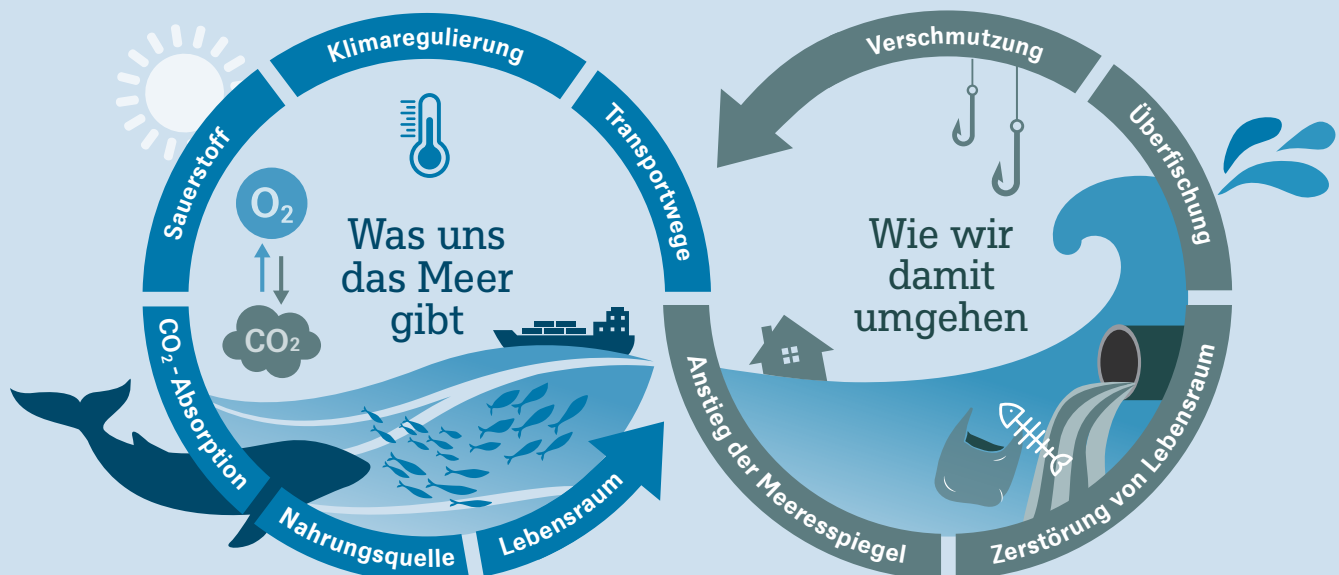 Klimaregulierung
Transportwege
Sauerstoff
O₂
CO₂
CO₂-Absorption
Nahrungsquelle
Lebensraum
Was uns
das Meer
gibt
Verschmutzung
Überfischung
Zerstörung von Lebensraum
Anstieg der Meeresspiegel
Wie wir
damit
umgehen